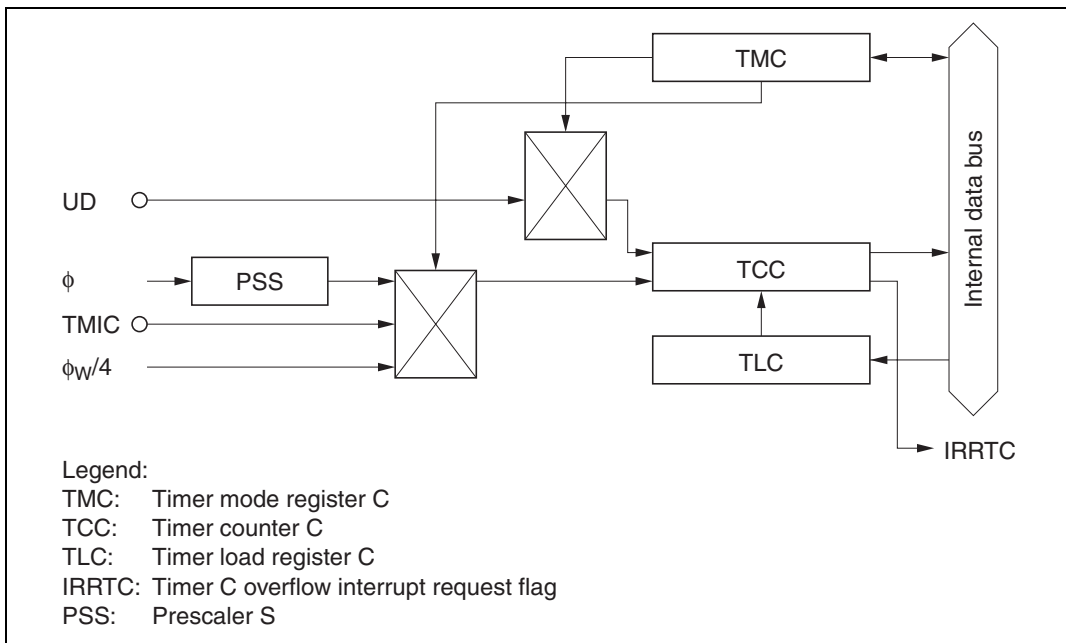 TMC
UD
Internal data bus
TCC
ϕ
PSS
TMIC
TLC
ϕW/4
IRRTC
Legend:
TMC: Timer mode register C
TCC: Timer counter C
TLC: Timer load register C
IRRTC: Timer C overflow interrupt request flag
PSS: Prescaler S